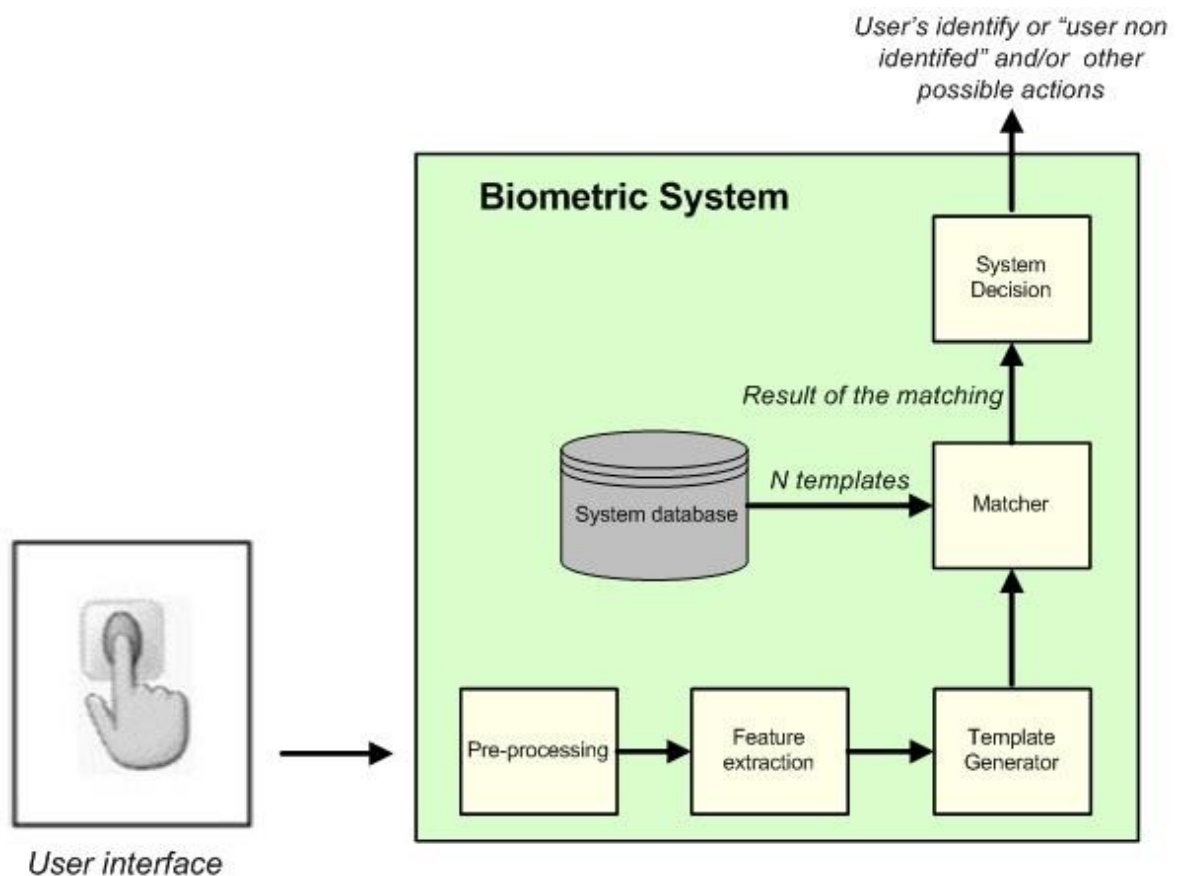 User's identify or "user non
identifed" and/or other
possible actions
Biometric System
System
Decision
Result of the matching
N templates
System database
Matcher
Pre-processing
Feature
extraction
Template
Generator
User interface